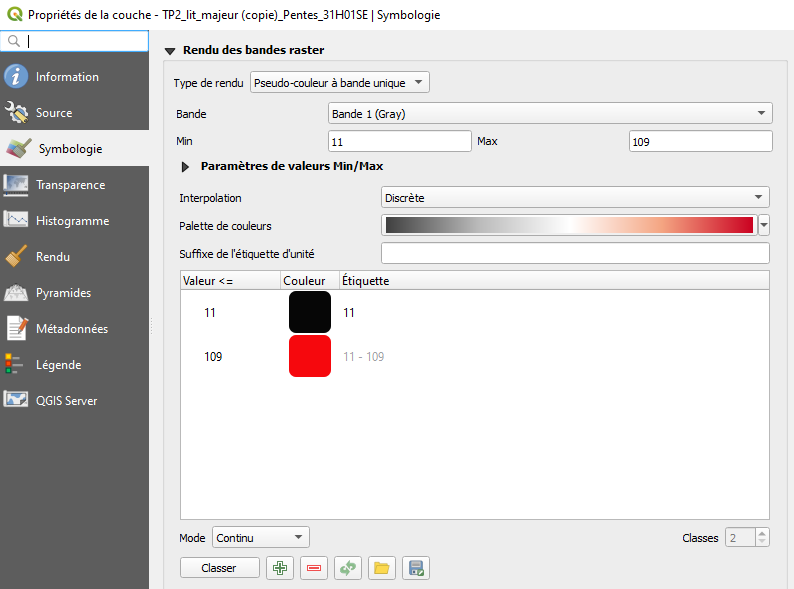 Propriétés de la couche - TP2_lit_majeur (copie)_Pentes_31H01SE | Symbologie
Information
Source
Symbologie
Transparence
Histogramme
Rendu
Pyramides
Métadonnées
Légende
QGIS Server
Rendu des bandes raster
Type de rendu Pseudo-couleur à bande unique
Bande Bande 1 (Gray)
Min 11 Max 109
Paramètres de valeurs Min/Max
Interpolation Discrète
Palette de couleurs
Suffixe de l'étiquette d'unité
Valeur <= Couleur Étiquette
11 11
109 11 - 109
Mode Continu Classes 2
Classer